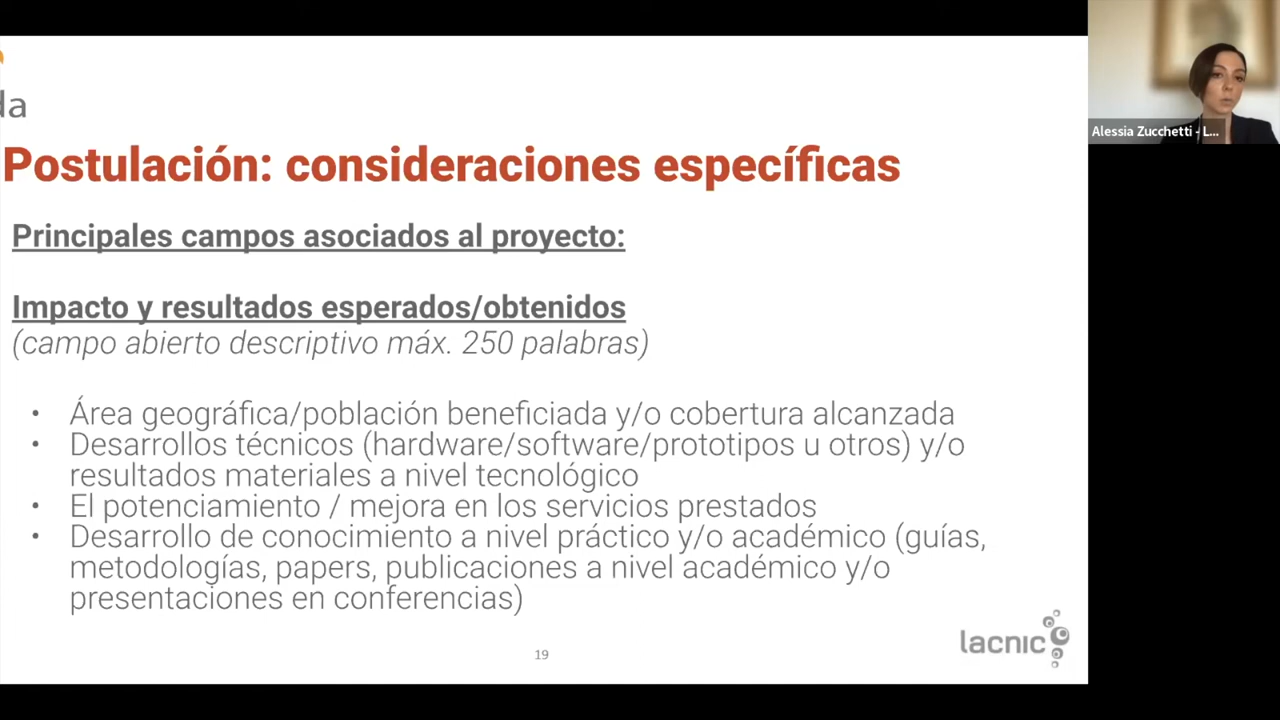 da
Postulación: consideraciones específicas
Principales campos asociados al proyecto:
Impacto y resultados esperados/obtenidos
(campo abierto descriptivo máx. 250 palabras)
• Área geográfica/población beneficiada y/o cobertura alcanzada
• Desarrollos técnicos (hardware/software/prototipos u otros) y/o
resultados materiales a nivel tecnológico
• El potenciamiento / mejora en los servicios prestados
• Desarrollo de conocimiento a nivel práctico y/o académico (guías,
metodologías, papers, publicaciones a nivel académico y/o
presentaciones en conferencias)
19
lacnic
Alessia Zucchetti - L...